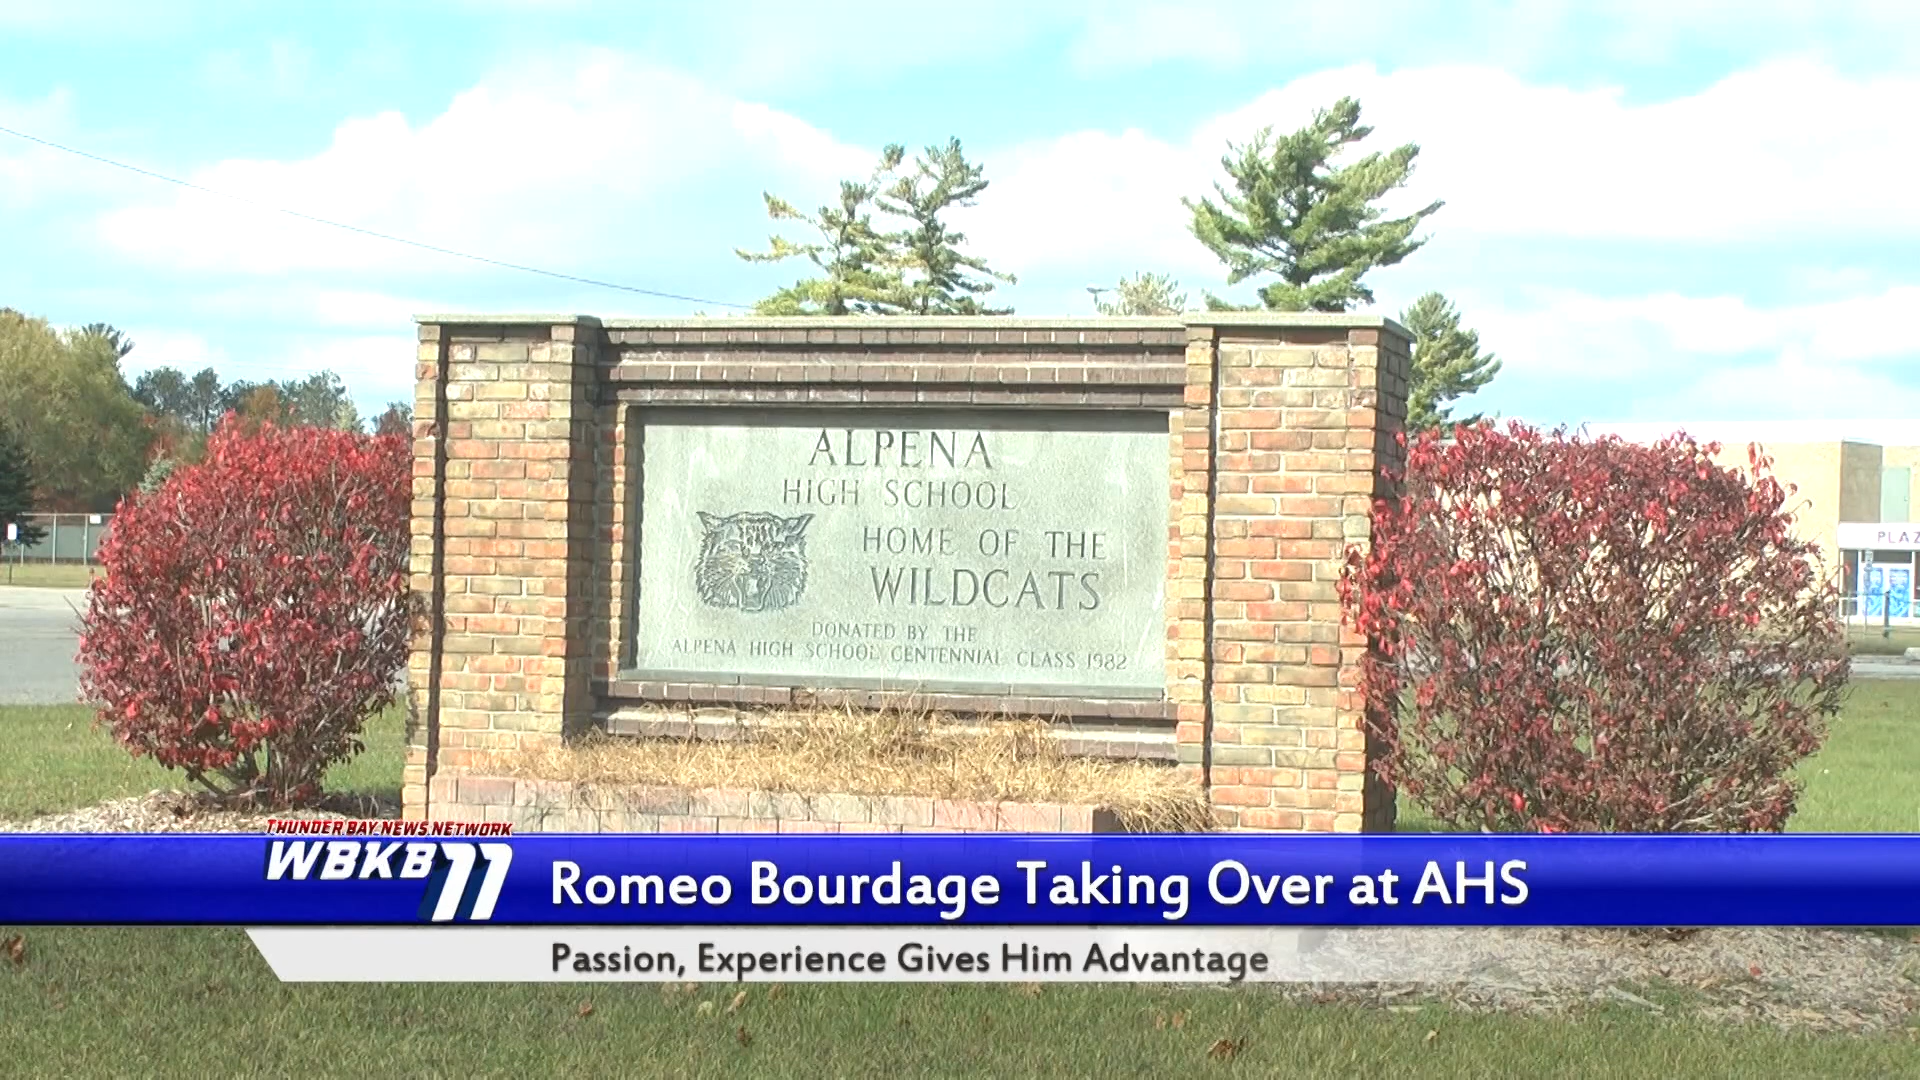 ALPENA
HIGH SCHOOL
HOME OF THE
WILDCATS
DONATED BY THE
ALPENA HIGH SCHOOL CENTENNIAL CLASS 1982
PLAZ
THUNDER BAY NEWS NETWORK
WBKB 11
Romeo Bourdage Taking Over at AHS
Passion, Experience Gives Him Advantage